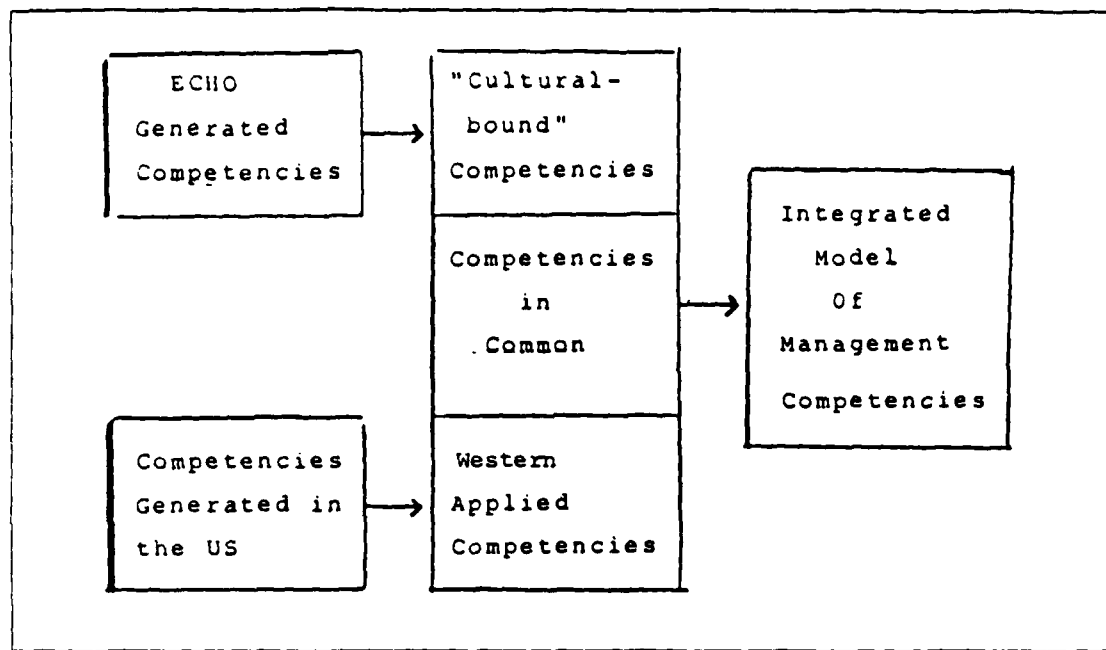 ECHO
Generated
Competencies
"Cultural-
bound"
Competencies
Competencies
in
Common
Integrated
Model
Of
Management
Competencies
Competencies
Generated in
the US
Western
Applied
Competencies